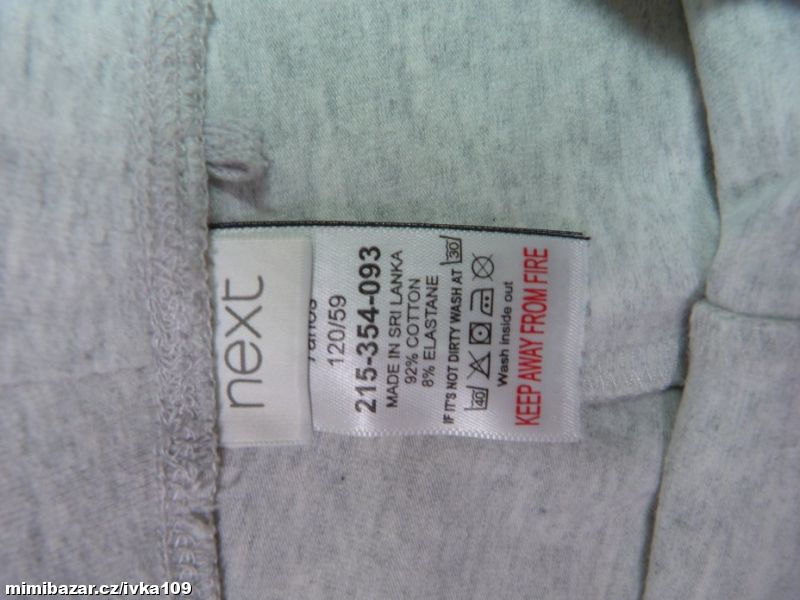 next
120/59
215-354-093
MADE IN SRI LANKA
92% COTTON
8% ELASTANE
IF IT'S NOT DIRTY WASH AT 30
40
Wash inside out
KEEP AWAY FROM FIRE
mimibazar.cz/ivka109